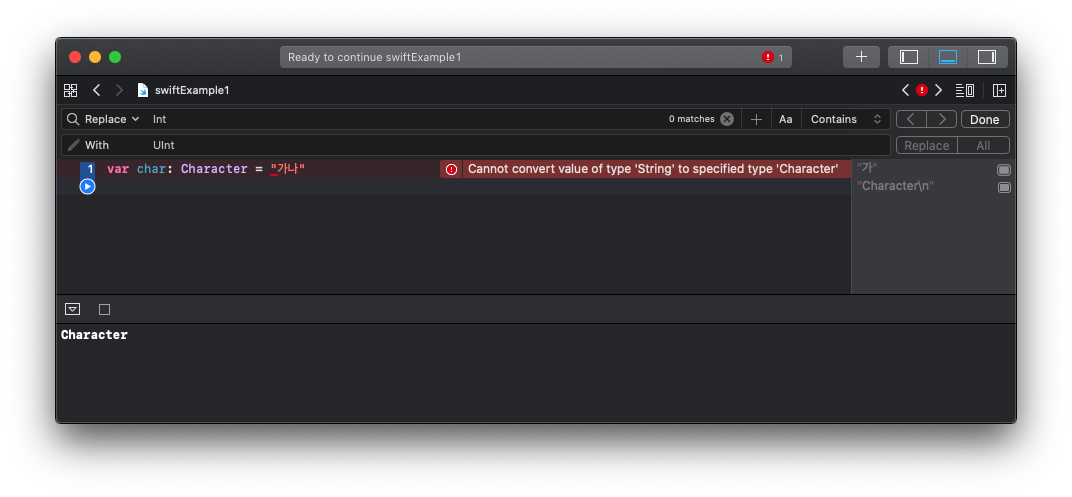 Ready to continue swiftExample1 1
swiftExample1
Replace Int 0 matches Aa Contains Done
With UInt Replace All
1 var char: Character = "가나" Cannot convert value of type 'String' to specified type 'Character' "가"
"Character\n"
Character